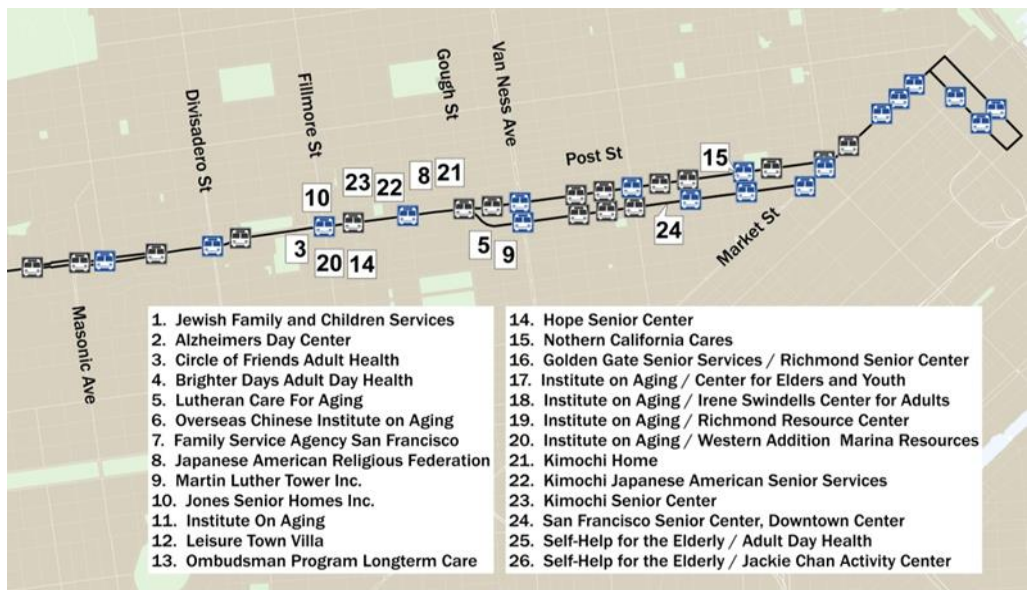 Van Ness Ave
Gough St
Fillmore St
Divisadero St
Post St
15
8 21
23 22
10
24
5 9
3
20 14
Market St
Masonic Ave
1. Jewish Family and Children Services
2. Alzheimers Day Center
3. Circle of Friends Adult Health
4. Brighter Days Adult Day Health
5. Lutheran Care For Aging
6. Overseas Chinese Institute on Aging
7. Family Service Agency San Francisco
8. Japanese American Religious Federation
9. Martin Luther Tower Inc.
10. Jones Senior Homes Inc.
11. Institute On Aging
12. Leisure Town Villa
13. Ombudsman Program Longterm Care
14. Hope Senior Center
15. Nothern California Cares
16. Golden Gate Senior Services / Richmond Senior Center
17. Institute on Aging / Center for Elders and Youth
18. Institute on Aging / Irene Swindells Center for Adults
19. Institute on Aging / Richmond Resource Center
20. Institute on Aging / Western Addition Marina Resources
21. Kimochi Home
22. Kimochi Japanese American Senior Services
23. Kimochi Senior Center
24. San Francisco Senior Center, Downtown Center
25. Self-Help for the Elderly / Adult Day Health
26. Self-Help for the Elderly / Jackie Chan Activity Center